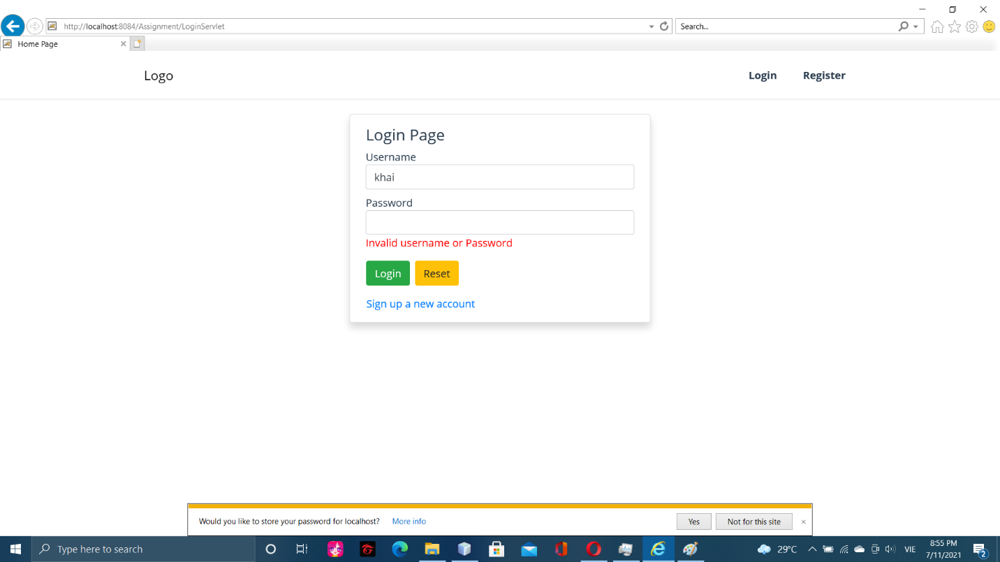 http://localhost:8084/Assignment/LoginServlet
Search...
Home Page
Logo
Login
Register
Login Page
Username
khai
Password
Invalid username or Password
Login
Reset
Sign up a new account
Would you like to store your password for localhost?
More info
Yes
Not for this site
Type here to search
29°C
VIE
8:55 PM
7/11/2021
2